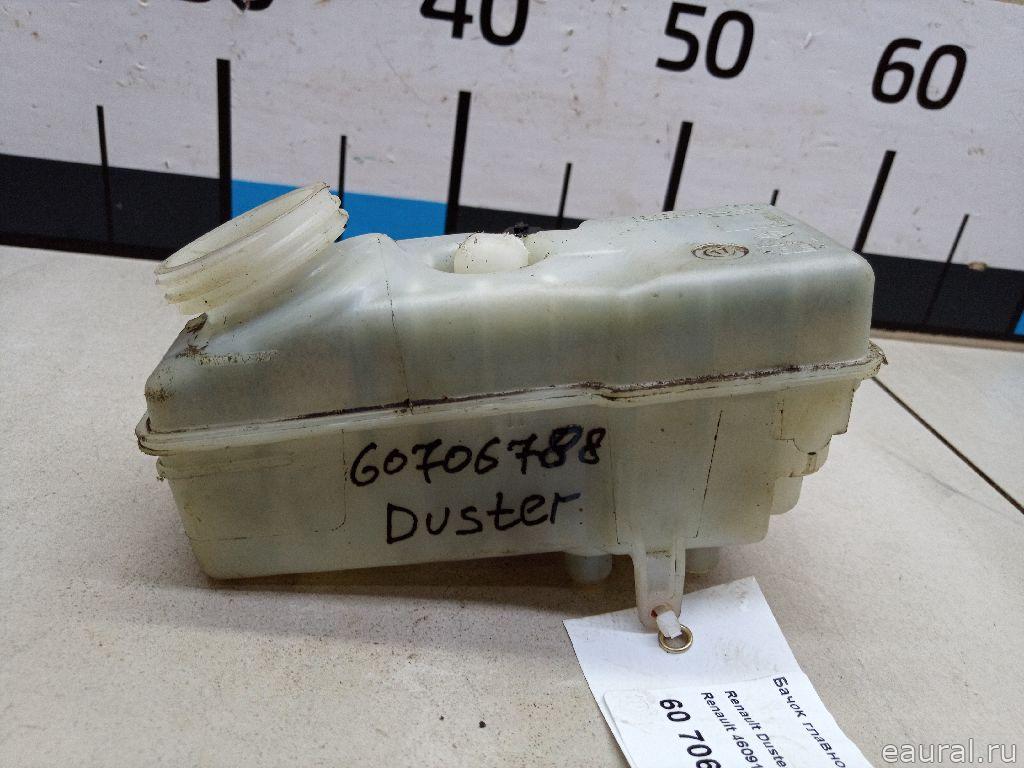 40
50
60
60706788
Duster
Бачок главно
Renault Duste
Renault 46091
60 706
eaural.ru